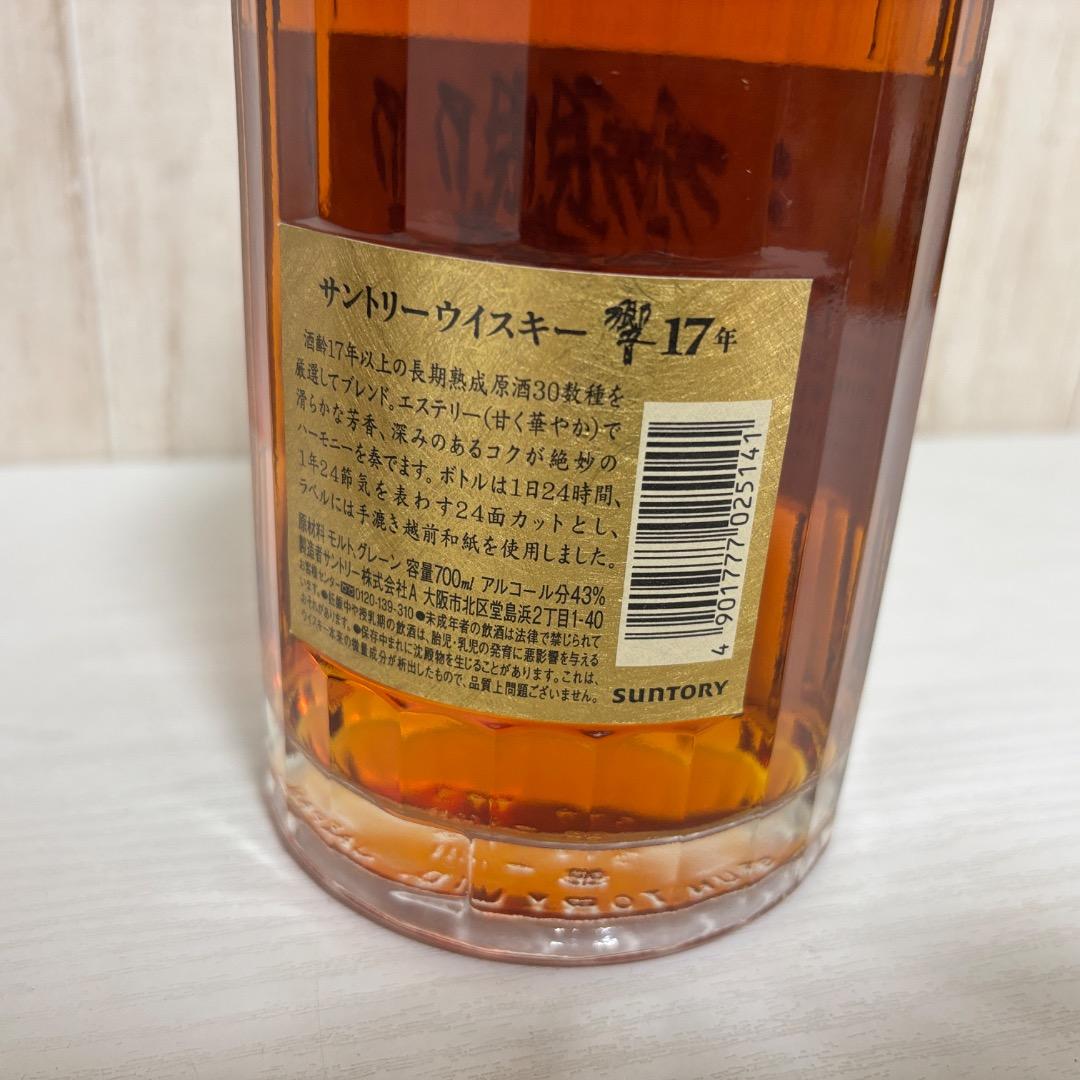 サントリーウイスキー 響 17年
酒齢17年以上の長期熟成原酒30数種を
厳選してブレンド。エステリー(甘く華やか)で
滑らかな芳香、深みのあるコクが絶妙の
ハーモニーを奏でます。ボトルは1日24時間、
1年24節気を表わす24面カットとし、
ラベルには手漉き越前和紙を使用しました。
原材料 モルト、グレーン 容量700ml アルコール分43%
製造者サントリー株式会社A 大阪市北区堂島浜2丁目1-40
お客様センター 0120-139-310 ●未成年者の飲酒は法律で禁じられて
います。●妊娠中や授乳期の飲酒は、胎児・乳児の発育に悪影響を与える
おそれがあります。●保存中まれに沈殿物を生じることがあります。これは、
ウイスキー本来の微量成分が析出したもので、品質上問題ございません。
SUNTORY
4 901777 025141